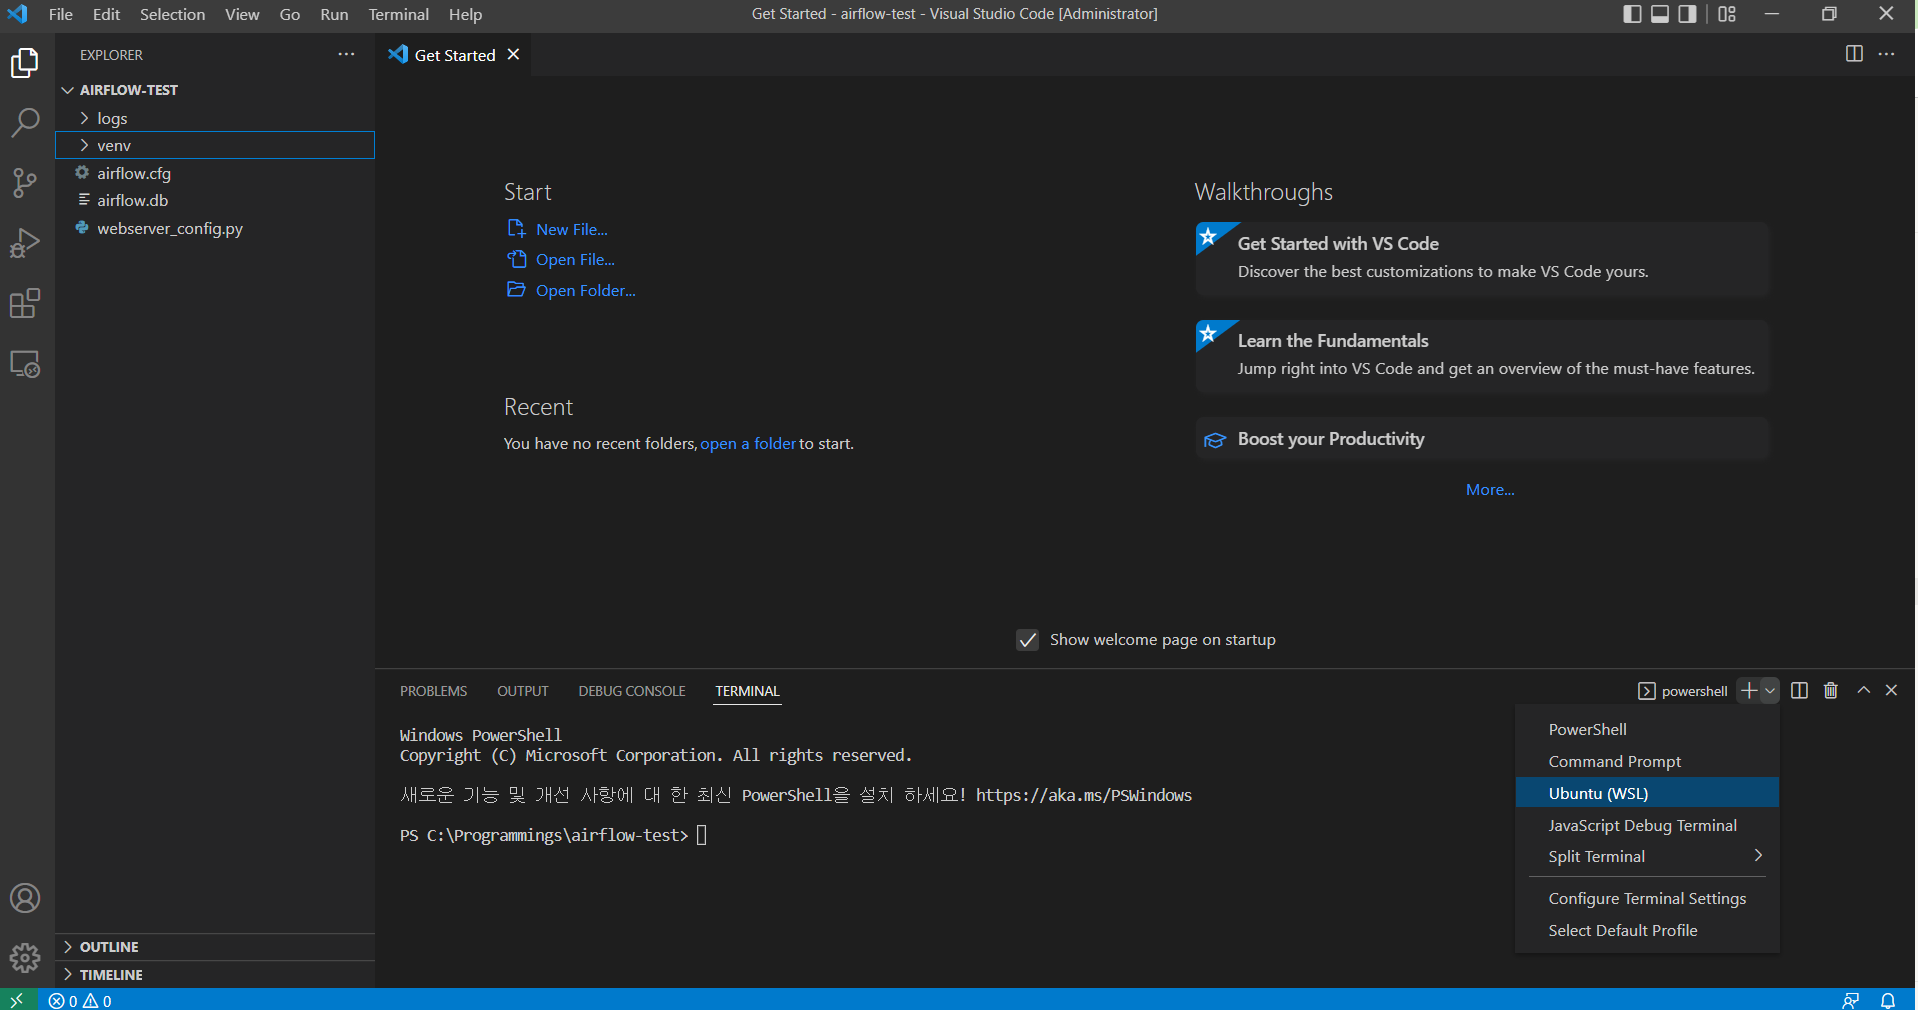 File Edit Selection View Go Run Terminal Help
Get Started - airflow-test - Visual Studio Code [Administrator]
EXPLORER
AIRFLOW-TEST
logs
venv
airflow.cfg
airflow.db
webserver_config.py
OUTLINE
TIMELINE
Get Started
Start
New File...
Open File...
Open Folder...
Recent
You have no recent folders, open a folder to start.
Walkthroughs
Get Started with VS Code
Discover the best customizations to make VS Code yours.
Learn the Fundamentals
Jump right into VS Code and get an overview of the must-have features.
Boost your Productivity
More...
Show welcome page on startup
PROBLEMS OUTPUT DEBUG CONSOLE TERMINAL
powershell
Windows PowerShell
Copyright (C) Microsoft Corporation. All rights reserved.
새로운 기능 및 개선 사항에 대 한 최신 PowerShell을 설치 하세요! https://aka.ms/PSWindows
PS C:\Programmings\airflow-test>
PowerShell
Command Prompt
Ubuntu (WSL)
JavaScript Debug Terminal
Split Terminal
Configure Terminal Settings
Select Default Profile
0 0